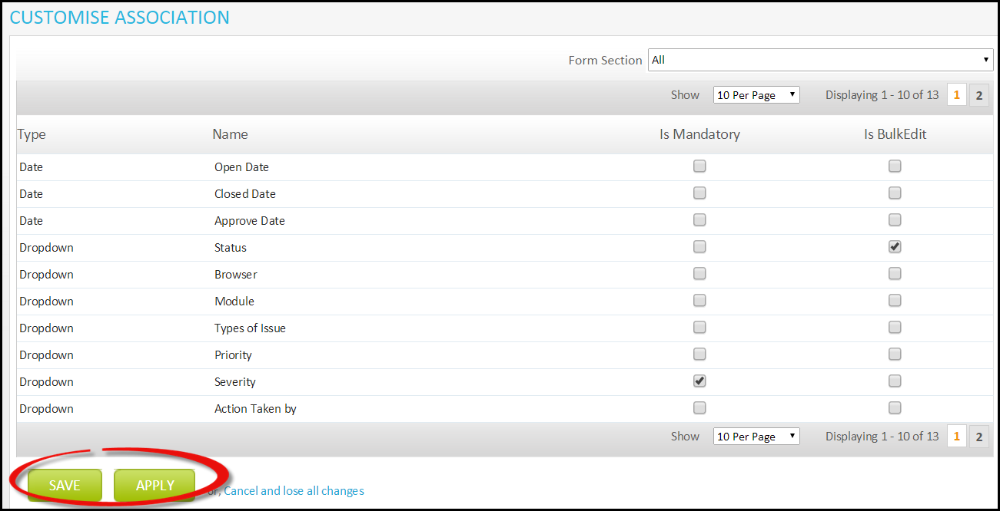 CUSTOMISE ASSOCIATION
Form Section All
Show 10 Per Page Displaying 1 - 10 of 13 1 2
Type Name Is Mandatory Is BulkEdit
Date Open Date
Date Closed Date
Date Approve Date
Dropdown Status
Dropdown Browser
Dropdown Module
Dropdown Types of Issue
Dropdown Priority
Dropdown Severity
Dropdown Action Taken by
Show 10 Per Page Displaying 1 - 10 of 13 1 2
SAVE APPLY or, Cancel and lose all changes